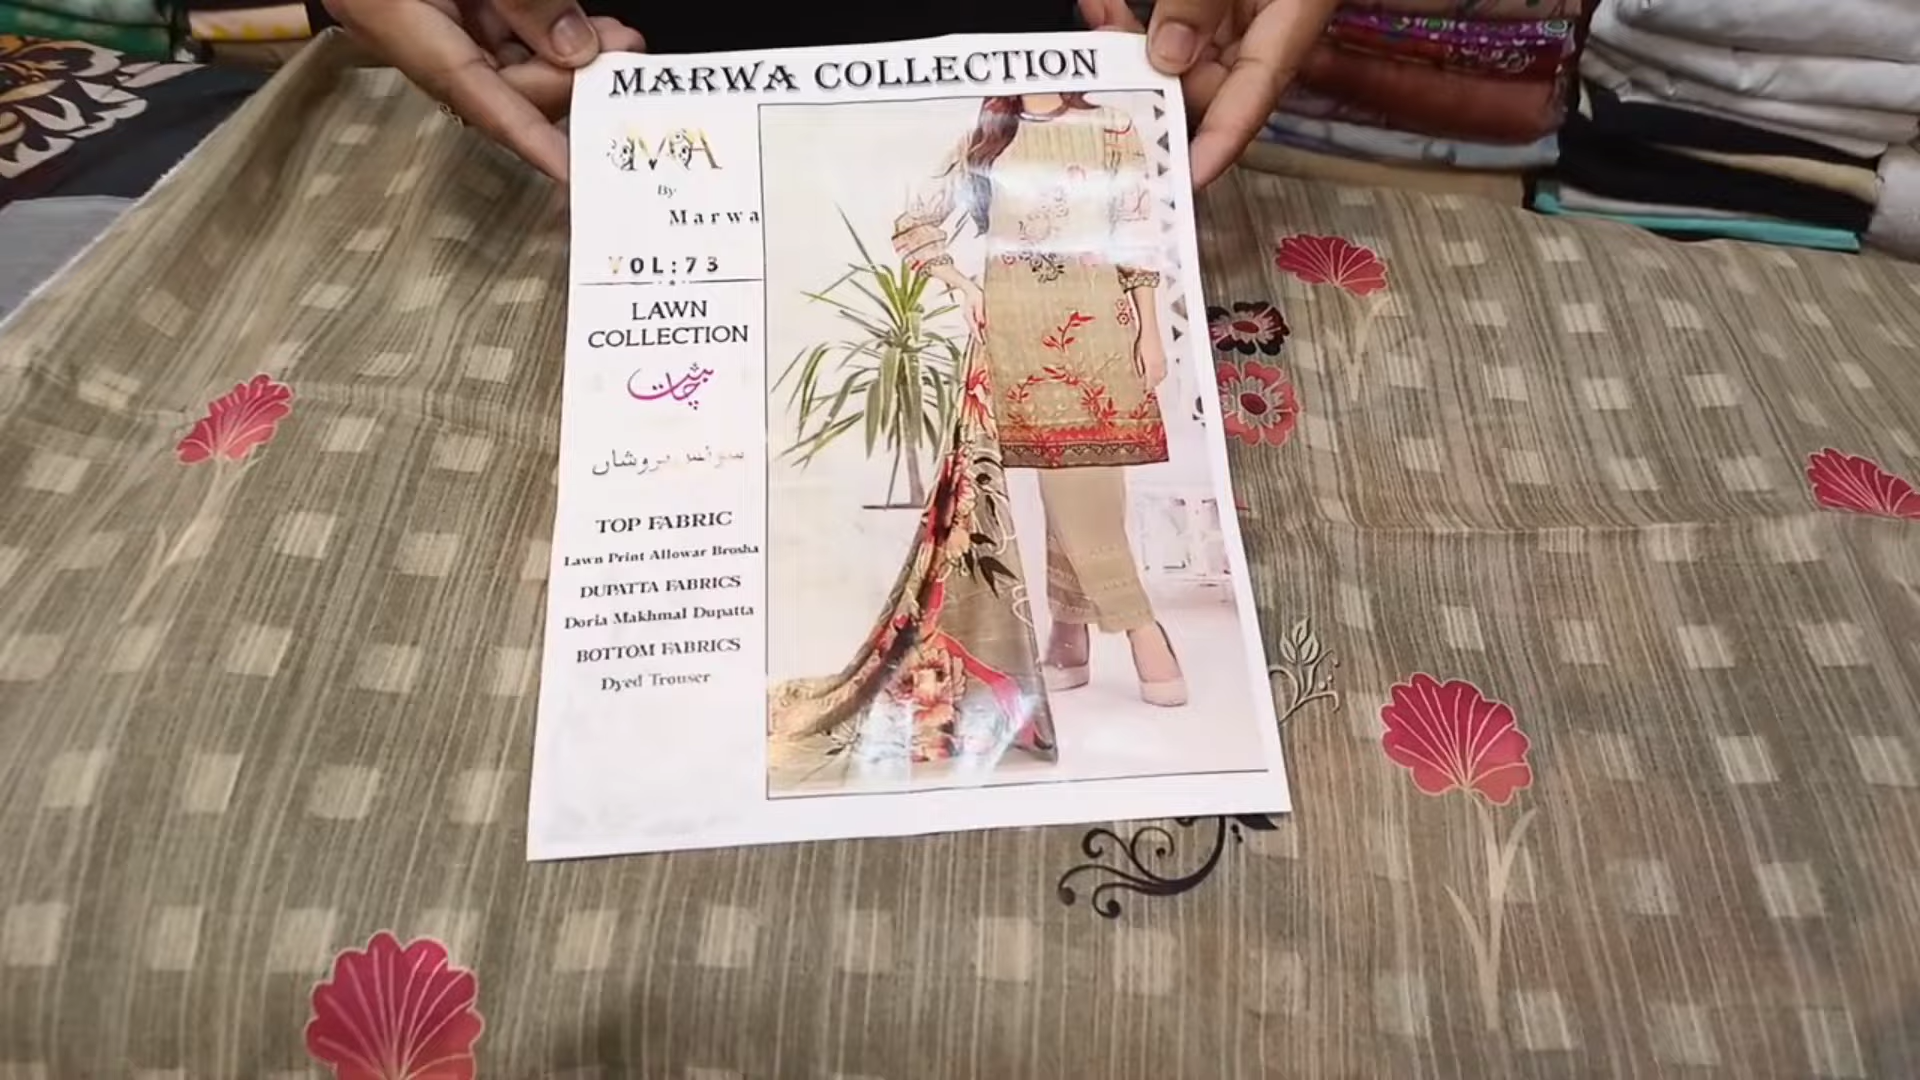 MARWA COLLECTION
MA
By
Marwa
VOL:73
LAWN
COLLECTION
TOP FABRIC
Lawn Print Allowar Brosha
DUPATTA FABRICS
Doria Makhmal Dupatta
BOTTOM FABRICS
Dyed Trouser